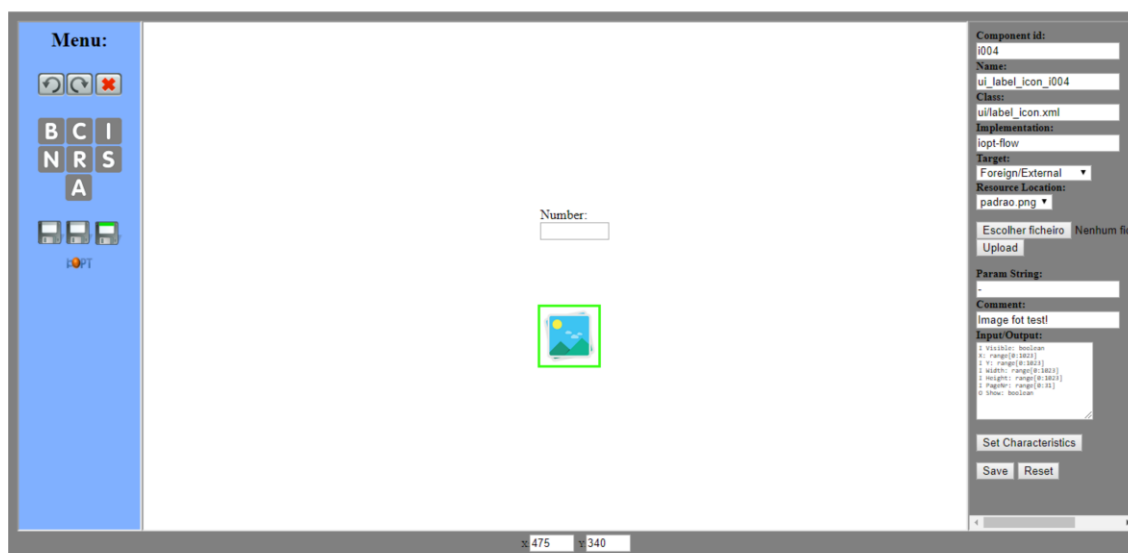 Menu:
B C I
N R S
A
i:OPT
Number:
Component id:
i004
Name:
ui_label_icon_i004
Class:
ui/label_icon.xml
Implementation:
iopt-flow
Target:
Foreign/External
Resource Location:
padrao.png
Escolher ficheiro Nenhum fi
Upload
Param String:
-
Comment:
Image fot test!
Input/Output:
I Visible: boolean
X: range[0:1023]
I Y: range[0:1023]
I Width: range[0:1023]
I Height: range[0:1023]
I PageNr: range[0:31]
O Show: boolean
Set Characteristics
Save Reset
X: 475 Y: 340